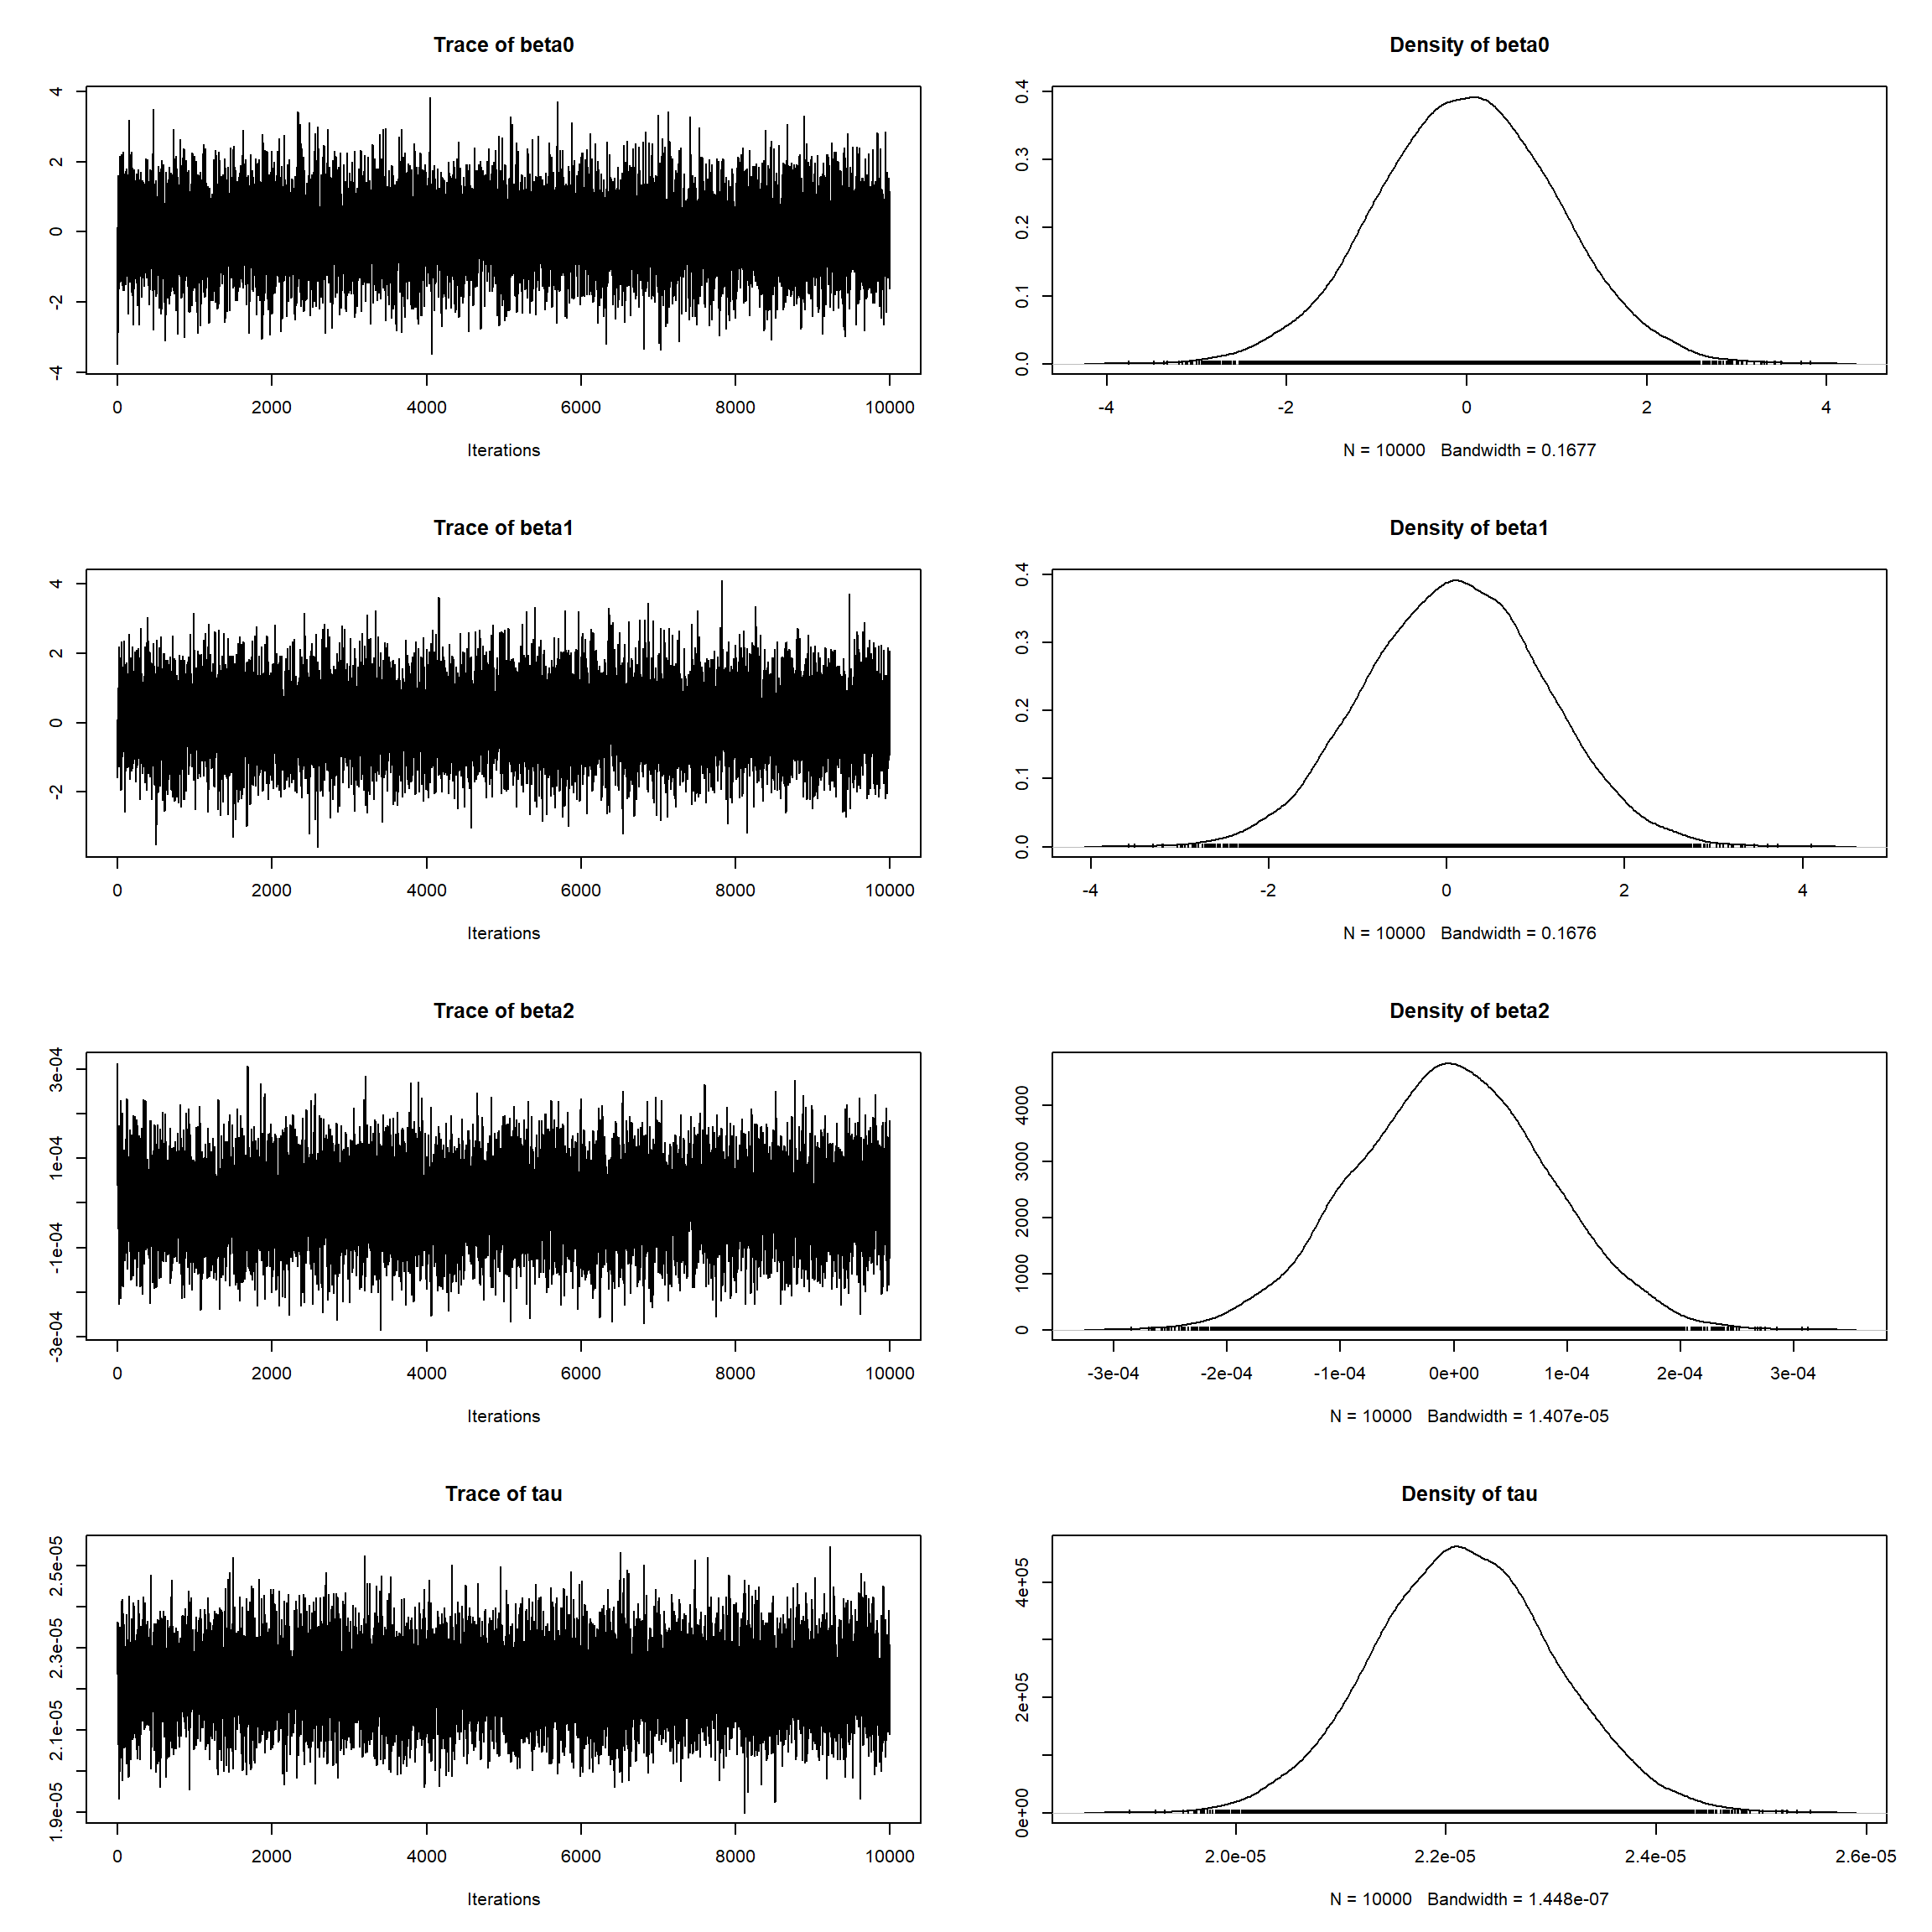 Trace of beta0
4
2
0
-2
-4
0 2000 4000 6000 8000 10000
Iterations
Density of beta0
0.4
0.3
0.2
0.1
0.0
-4 -2 0 2 4
N = 10000 Bandwidth = 0.1677
Trace of beta1
4
2
0
-2
0 2000 4000 6000 8000 10000
Iterations
Density of beta1
0.4
0.3
0.2
0.1
0.0
-4 -2 0 2 4
N = 10000 Bandwidth = 0.1676
Trace of beta2
3e-04
1e-04
-1e-04
-3e-04
0 2000 4000 6000 8000 10000
Iterations
Density of beta2
4000
3000
2000
1000
0
-3e-04 -2e-04 -1e-04 0e+00 1e-04 2e-04 3e-04
N = 10000 Bandwidth = 1.407e-05
Trace of tau
2.5e-05
2.3e-05
2.1e-05
1.9e-05
0 2000 4000 6000 8000 10000
Iterations
Density of tau
4e+05
2e+05
0e+00
2.0e-05 2.2e-05 2.4e-05 2.6e-05
N = 10000 Bandwidth = 1.448e-07